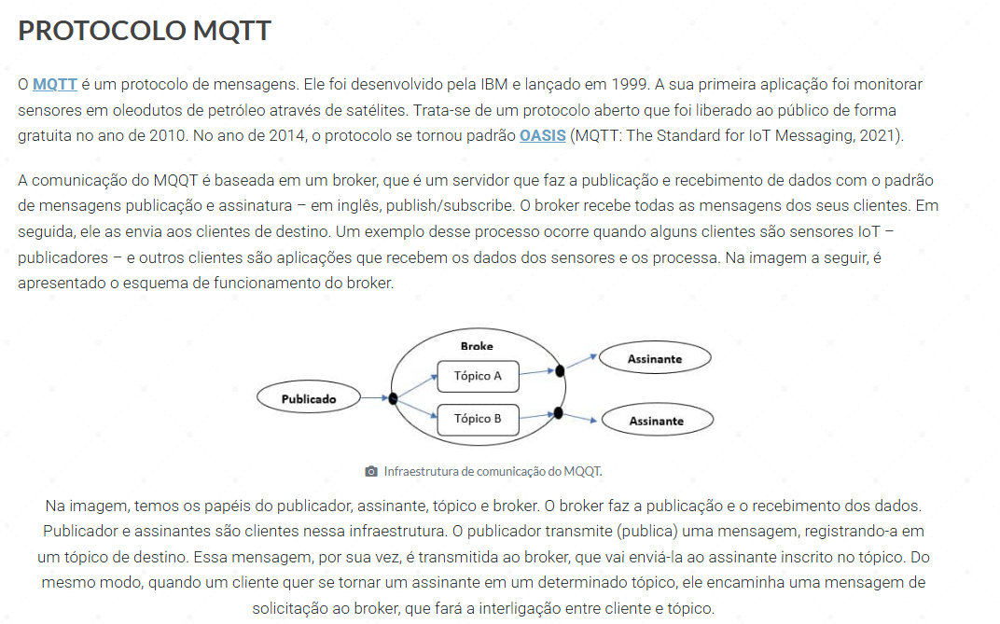 PROTOCOLO MQTT
O MQTT é um protocolo de mensagens. Ele foi desenvolvido pela IBM e lançado em 1999. A sua primeira aplicação foi monitorar
sensores em oleodutos de petróleo através de satélites. Trata-se de um protocolo aberto que foi liberado ao público de forma
gratuita no ano de 2010. No ano de 2014, o protocolo se tornou padrão OASIS (MQTT: The Standard for IoT Messaging, 2021).
A comunicação do MQQT é baseada em um broker, que é um servidor que faz a publicação e recebimento de dados com o padrão
de mensagens publicação e assinatura – em inglês, publish/subscribe. O broker recebe todas as mensagens dos seus clientes. Em
seguida, ele as envia aos clientes de destino. Um exemplo desse processo ocorre quando alguns clientes são sensores IoT –
publicadores – e outros clientes são aplicações que recebem os dados dos sensores e os processa. Na imagem a seguir, é
apresentado o esquema de funcionamento do broker.
Broke
Tópico A
Assinante
Publicado
Tópico B
Assinante
Infraestrutura de comunicação do MQQT.
Na imagem, temos os papéis do publicador, assinante, tópico e broker. O broker faz a publicação e o recebimento dos dados.
Publicador e assinantes são clientes nessa infraestrutura. O publicador transmite (publica) uma mensagem, registrando-a em
um tópico de destino. Essa mensagem, por sua vez, é transmitida ao broker, que vai enviá-la ao assinante inscrito no tópico. Do
mesmo modo, quando um cliente quer se tornar um assinante em um determinado tópico, ele encaminha uma mensagem de
solicitação ao broker, que fará a interligação entre cliente e tópico.